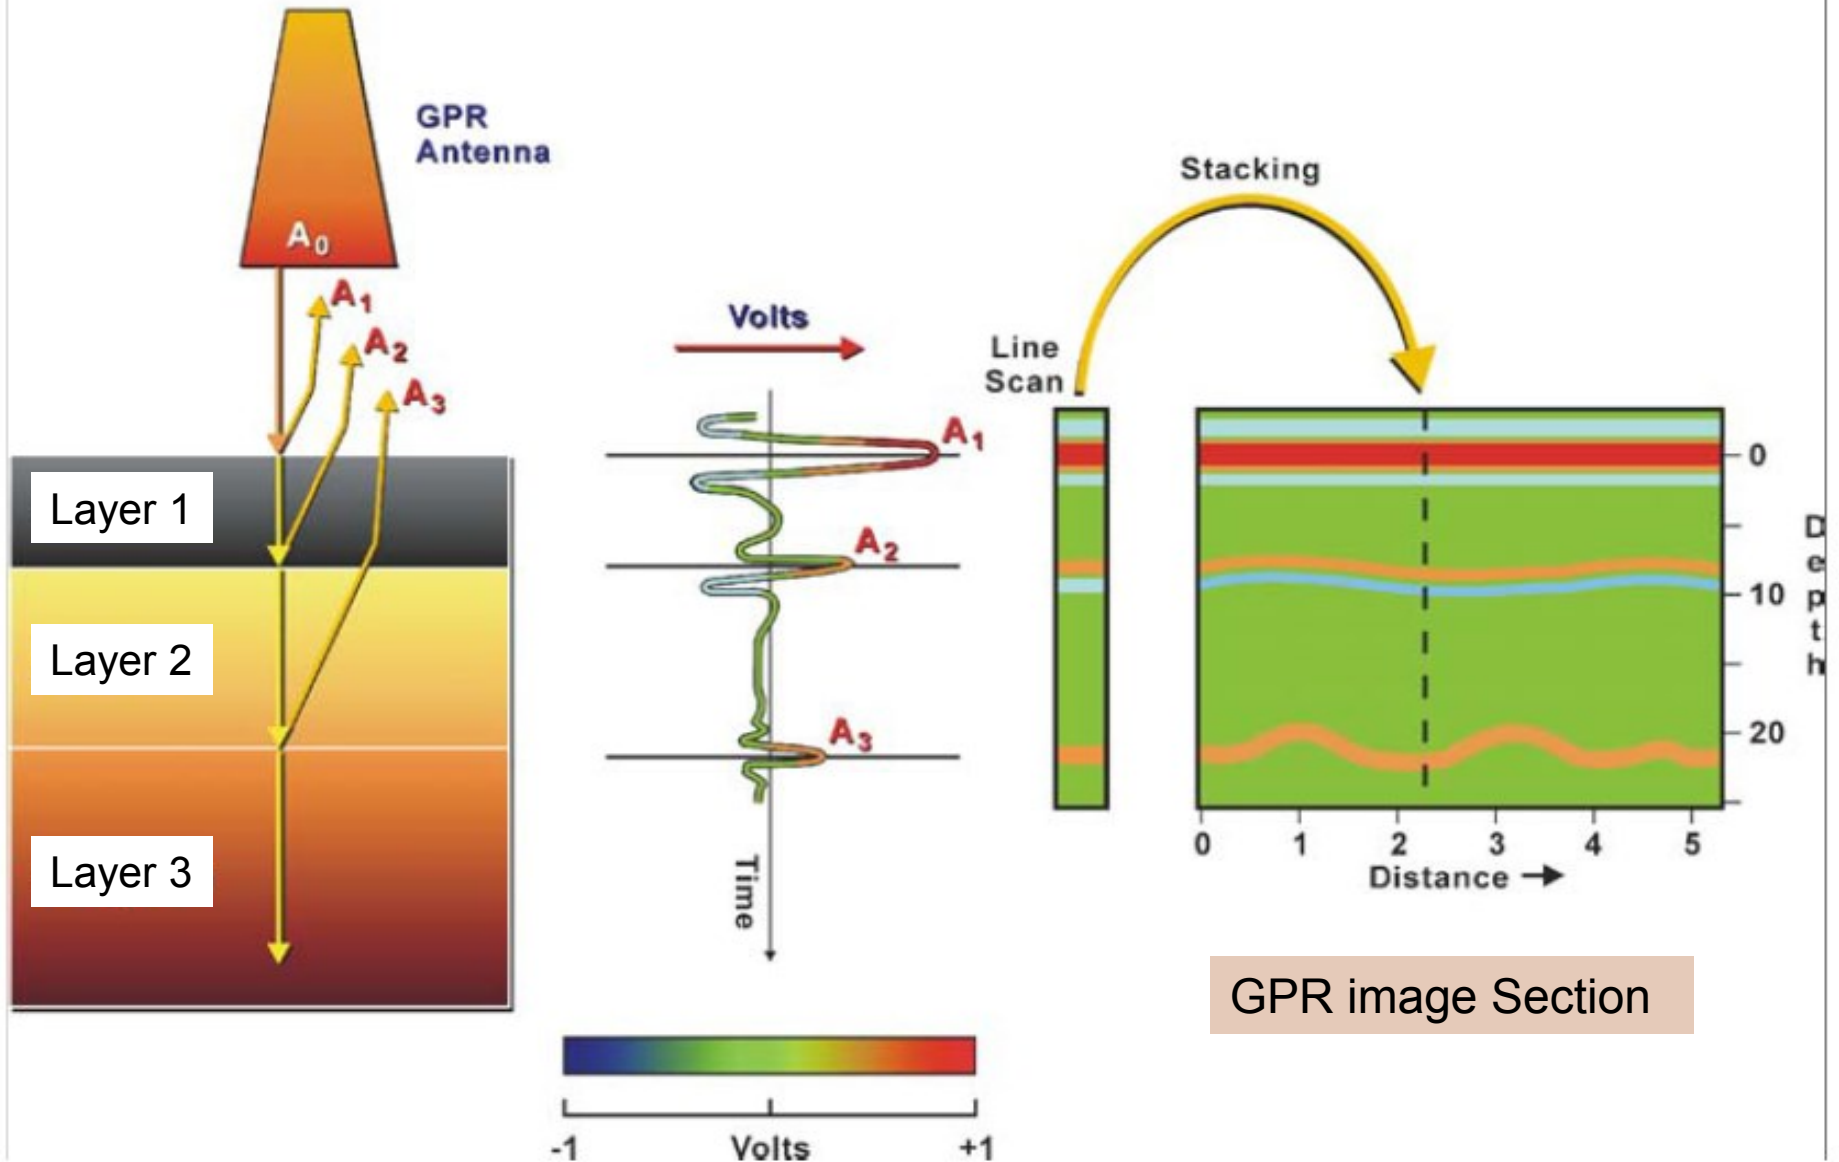 GPR
Antenna
A0
A1
A2
A3
Layer 1
Layer 2
Layer 3
Volts
A1
A2
A3
Time
-1
Volts
+1
Stacking
Line
Scan
0
10
20
Depth
0 1 2 3 4 5
Distance
GPR image Section